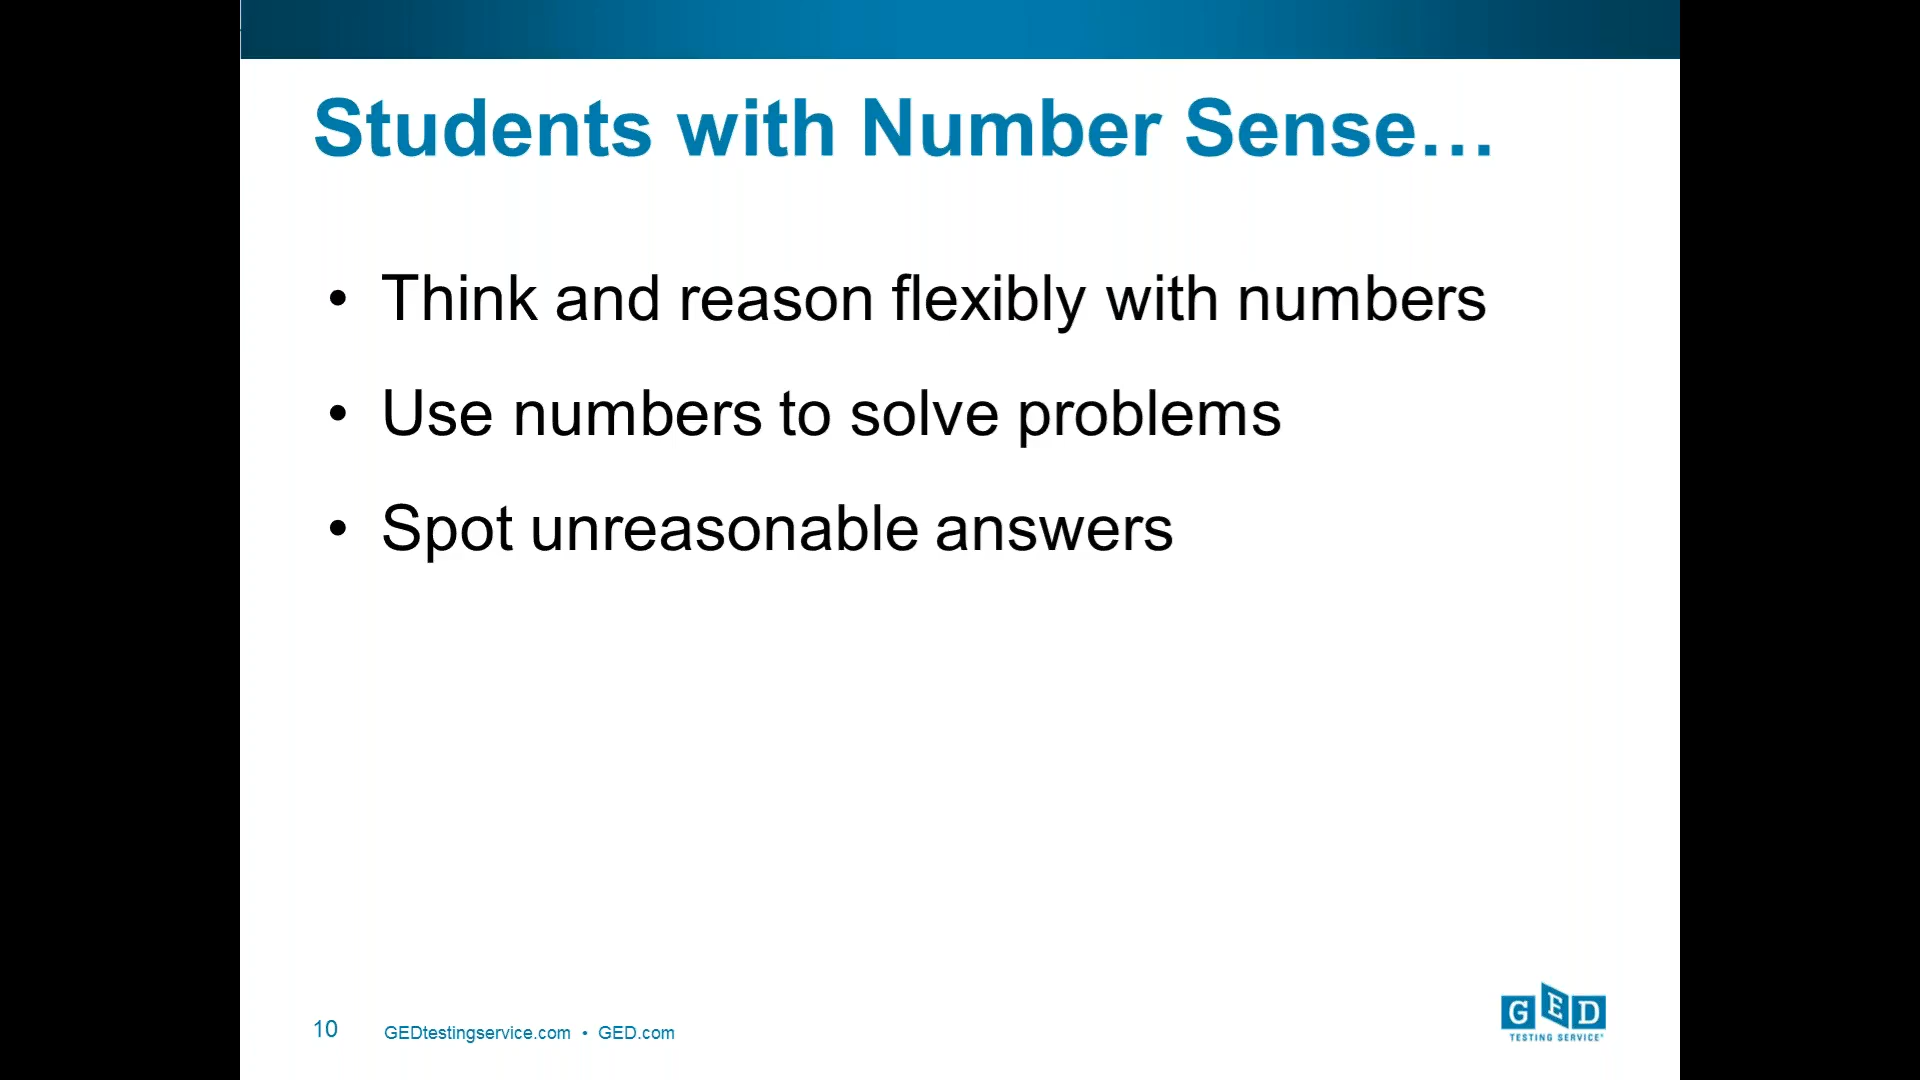 Students with Number Sense…
• Think and reason flexibly with numbers
• Use numbers to solve problems
• Spot unreasonable answers
10 GEDtestingservice.com • GED.com
GED
TESTING SERVICE®